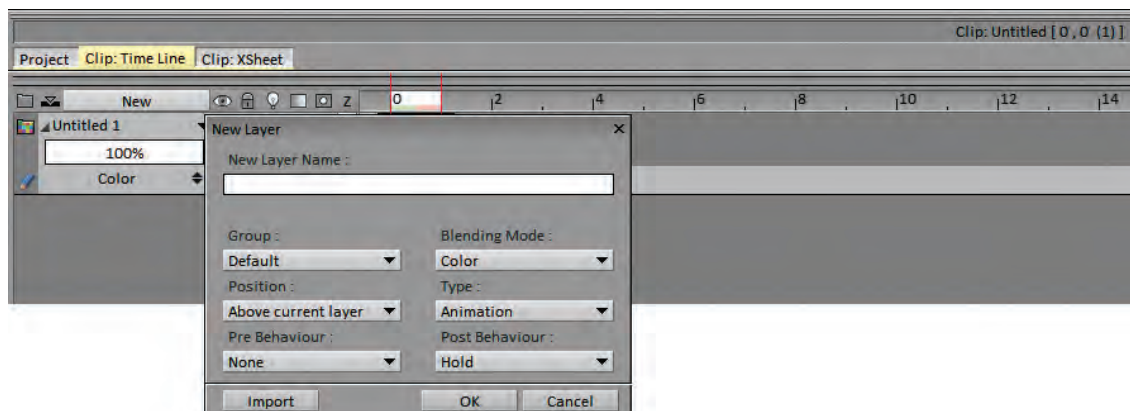 Clip: Untitled [ 0 , 0 (1) ]
Project Clip: Time Line Clip: XSheet
New Z 0 2 4 6 8 10 12 14
Untitled 1
100%
Color
New Layer
New Layer Name :
Group : Blending Mode :
Default Color
Position : Type :
Above current layer Animation
Pre Behaviour : Post Behaviour :
None Hold
Import OK Cancel